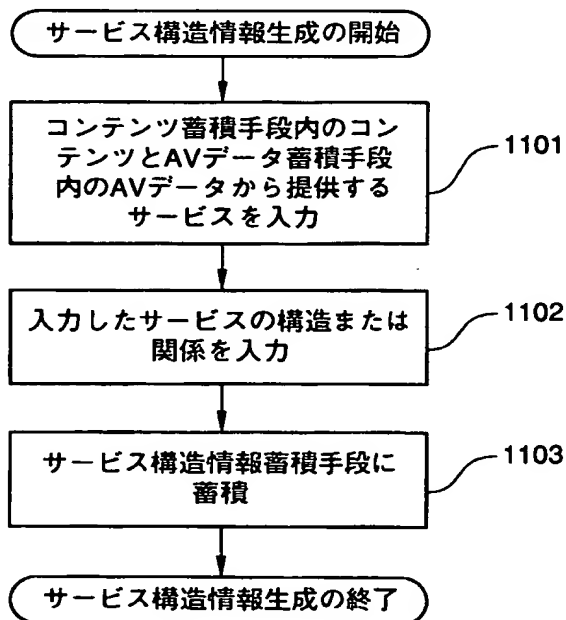 サービス構造情報生成の開始
コンテンツ蓄積手段内のコン
テンツとAVデータ蓄積手段
内のAVデータから提供する
サービスを入力
1101
入力したサービスの構造または
関係を入力
1102
サービス構造情報蓄積手段に
蓄積
1103
サービス構造情報生成の終了